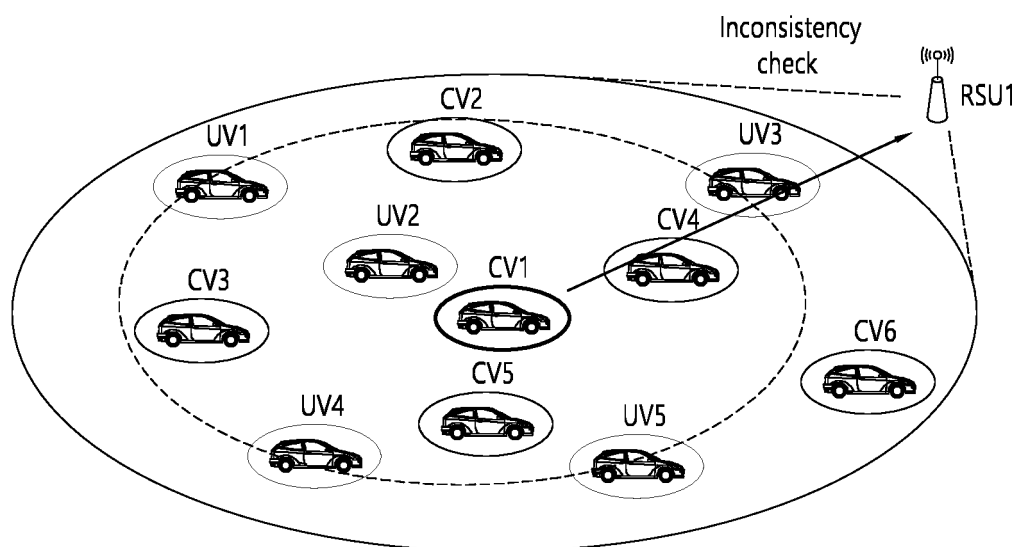 Inconsistency
check
RSU1
CV2
UV1
UV3
UV2
CV4
CV1
CV3
CV6
CV5
UV4
UV5